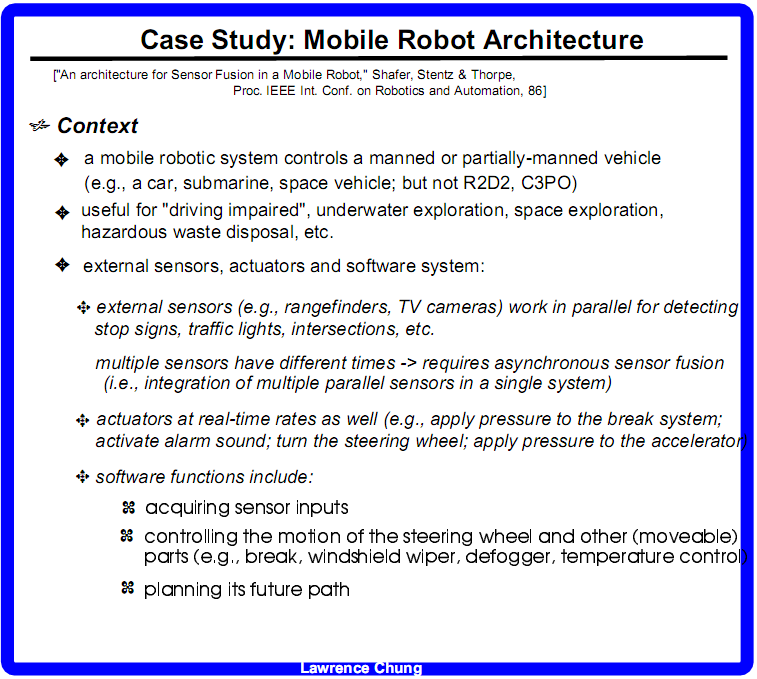 Case Study: Mobile Robot Architecture
["An architecture for Sensor Fusion in a Mobile Robot," Shafer, Stentz & Thorpe,
Proc. IEEE Int. Conf. on Robotics and Automation, 86]
Context
a mobile robotic system controls a manned or partially-manned vehicle
(e.g., a car, submarine, space vehicle; but not R2D2, C3PO)
useful for "driving impaired", underwater exploration, space exploration,
hazardous waste disposal, etc.
external sensors, actuators and software system:
external sensors (e.g., rangefinders, TV cameras) work in parallel for detecting
stop signs, traffic lights, intersections, etc.
multiple sensors have different times -> requires asynchronous sensor fusion
(i.e., integration of multiple parallel sensors in a single system)
actuators at real-time rates as well (e.g., apply pressure to the break system;
activate alarm sound; turn the steering wheel; apply pressure to the accelerator)
software functions include:
acquiring sensor inputs
controlling the motion of the steering wheel and other (moveable)
parts (e.g., break, windshield wiper, defogger, temperature control)
planning its future path
Lawrence Chung